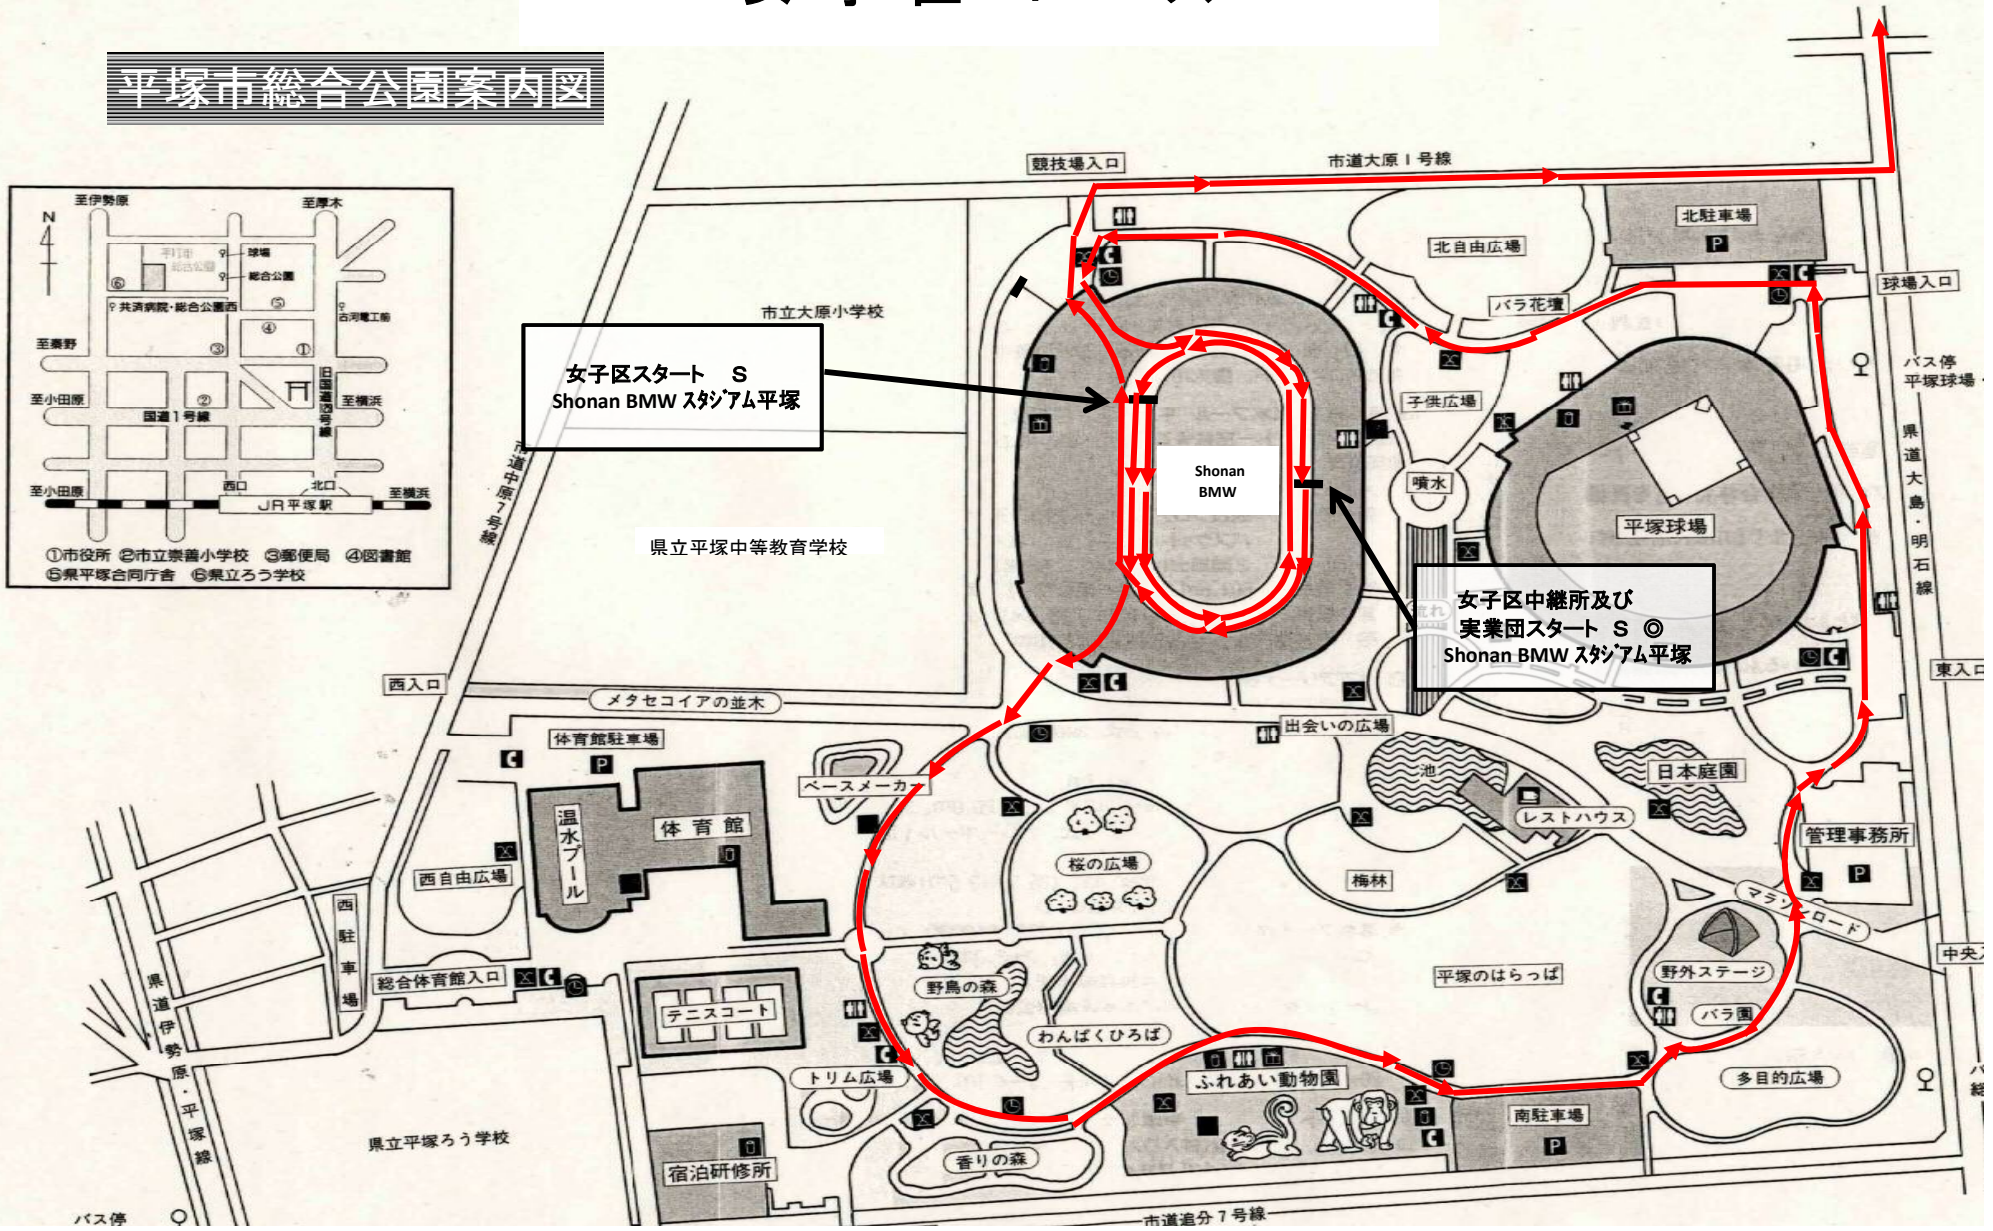 平塚市総合公園案内図
至伊勢原
至厚木
N
球場
総合公園
⑥
⑤
共済病院・総合公園西
古河電工前
④
至秦野
③
①
旧国道129号線
至小田原
②
至横浜
国道1号線
西口
北口
至小田原
JR平塚駅
至横浜
①市役所 ②市立崇善小学校 ③郵便局 ④図書館
⑤県平塚合同庁舎 ⑥県立ろう学校
競技場入口
市道大原1号線
北駐車場
P
北自由広場
球場入口
バラ花壇
市立大原小学校
女子区スタート S
Shonan BMW スタジアム平塚
バス停
平塚球場
子供広場
市道中原7号線
県道大島・明石線
Shonan
BMW
噴水
平塚球場
県立平塚中等教育学校
流れ
女子区中継所及び
実業団スタート S ◎
Shonan BMW スタジアム平塚
西入口
東入口
メタセコイアの並木
出会いの広場
体育館駐車場
P
池
日本庭園
ペースメーカー
レストハウス
温水プール
体育館
管理事務所
桜の広場
P
西自由広場
梅林
マラソンロード
西駐車場
中央入
総合体育館入口
平塚のはらっぱ
野外ステージ
野鳥の森
県道伊勢原・平塚線
テニスコート
バラ園
わんぱくひろば
トリム広場
ふれあい動物園
多目的広場
南駐車場
P
県立平塚ろう学校
香りの森
宿泊研修所
バス停
市道追分7号線